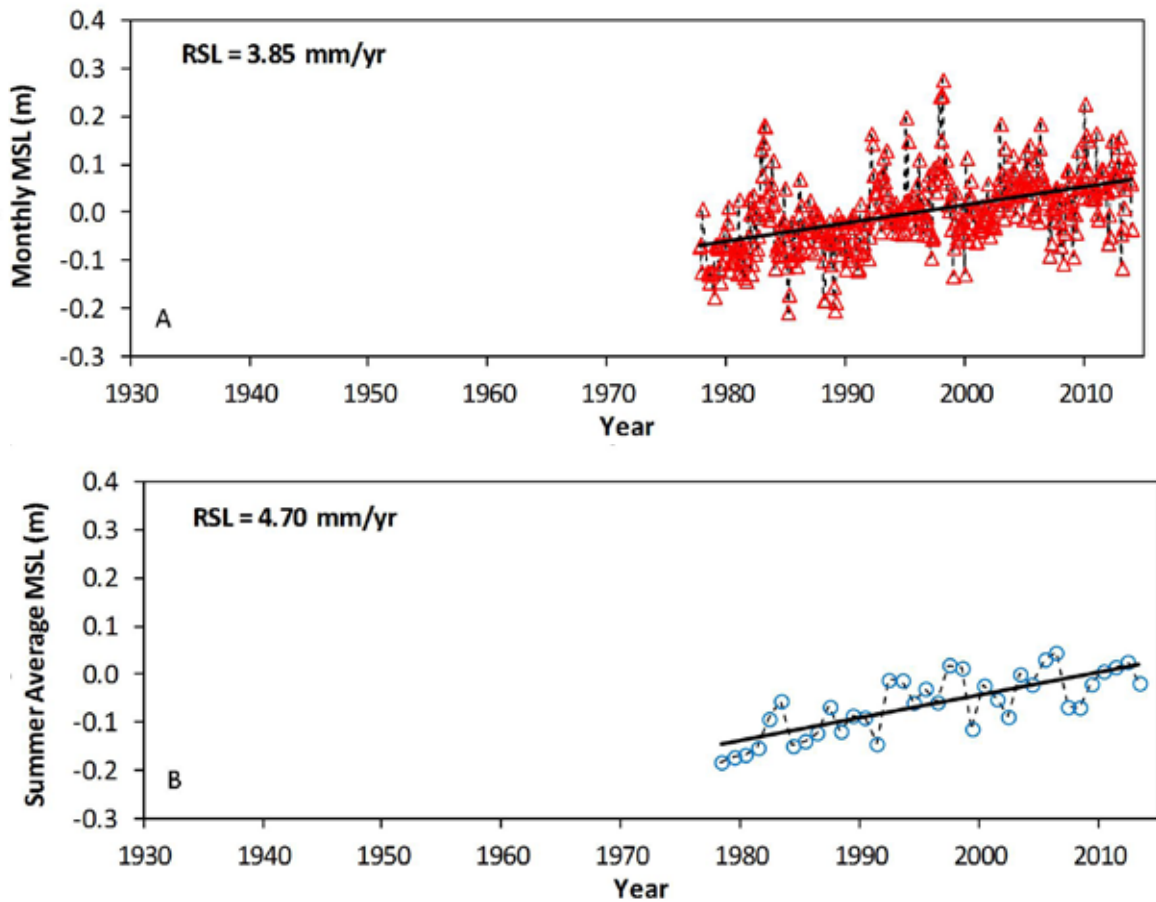 0.4
RSL = 3.85 mm/yr
0.3
0.2
0.1
0.0
-0.1
-0.2
-0.3
Monthly MSL (m)
A
1930 1940 1950 1960 1970 1980 1990 2000 2010
Year
0.4
RSL = 4.70 mm/yr
0.3
0.2
0.1
0.0
-0.1
-0.2
-0.3
Summer Average MSL (m)
B
1930 1940 1950 1960 1970 1980 1990 2000 2010
Year